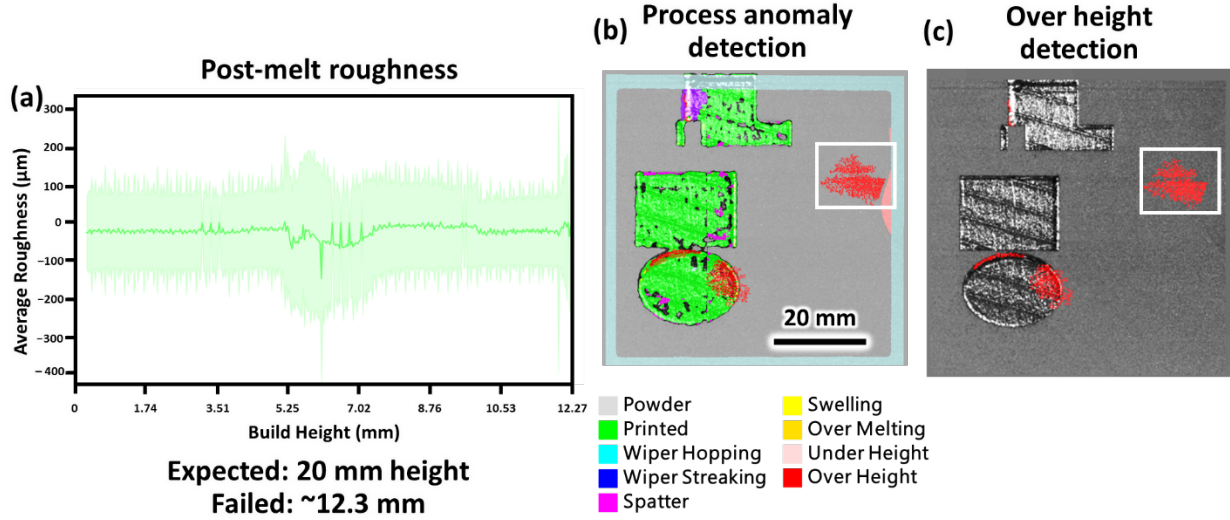 (a)
Post-melt roughness
Average Roughness (µm)
300
200
100
0
−100
−200
−300
−400
0 1.74 3.51 5.25 7.02 8.76 10.53 12.27
Build Height (mm)
Expected: 20 mm height
Failed: ~12.3 mm
(b)
Process anomaly
detection
20 mm
Powder
Printed
Wiper Hopping
Wiper Streaking
Spatter
Swelling
Over Melting
Under Height
Over Height
(c)
Over height
detection